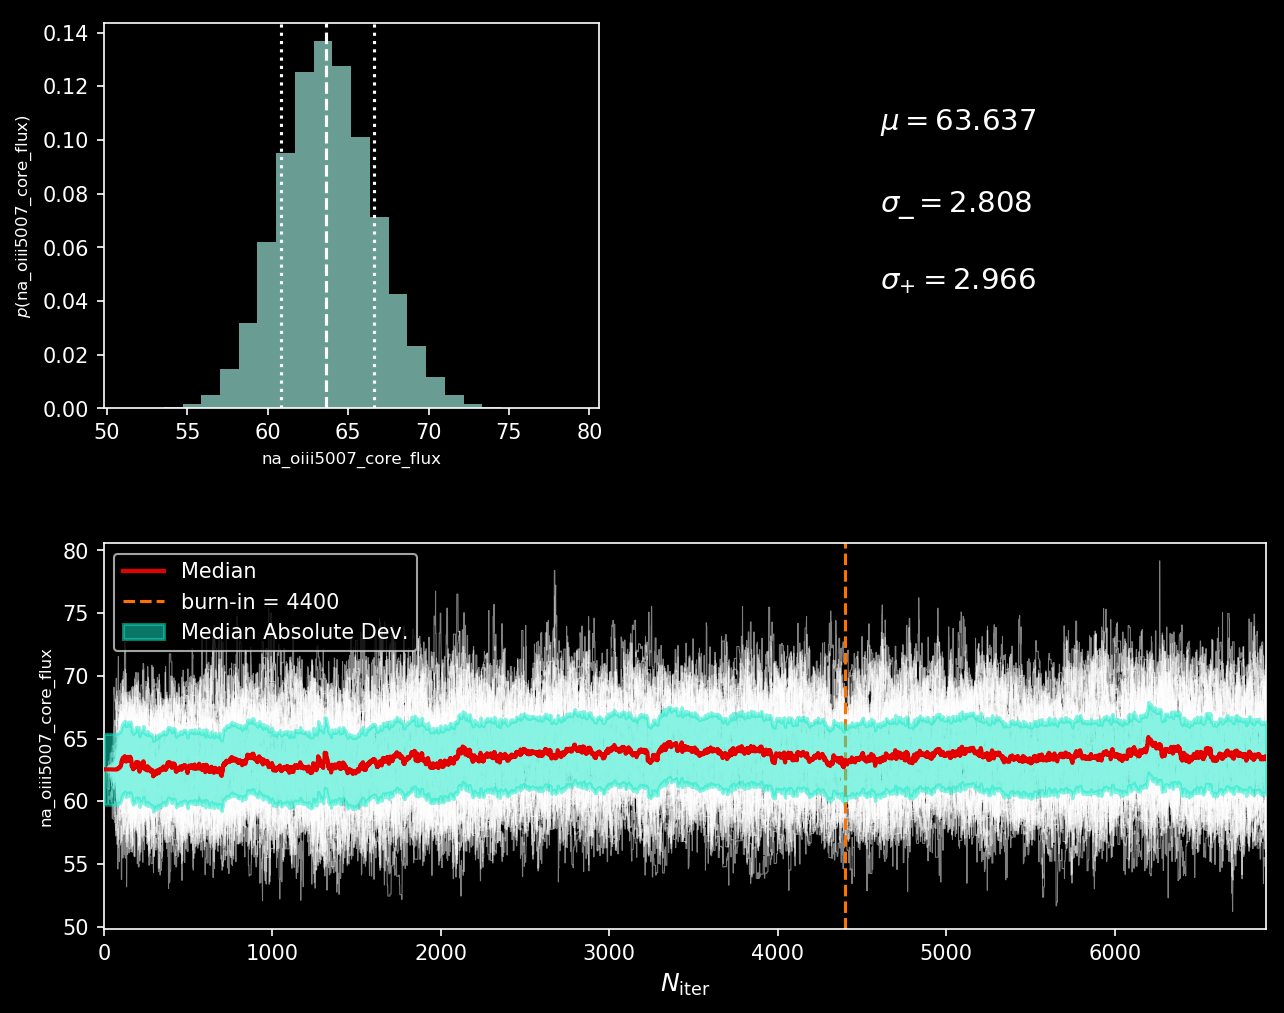 0.14
0.12
0.10
0.08
0.06
0.04
0.02
0.00
p(na_oiii5007_core_flux)
50 55 60 65 70 75 80
na_oiii5007_core_flux
μ = 63.637
σ₋ = 2.808
σ₊ = 2.966
80
75
70
65
60
55
50
na_oiii5007_core_flux
Median
burn-in = 4400
Median Absolute Dev.
0 1000 2000 3000 4000 5000 6000
N_iter